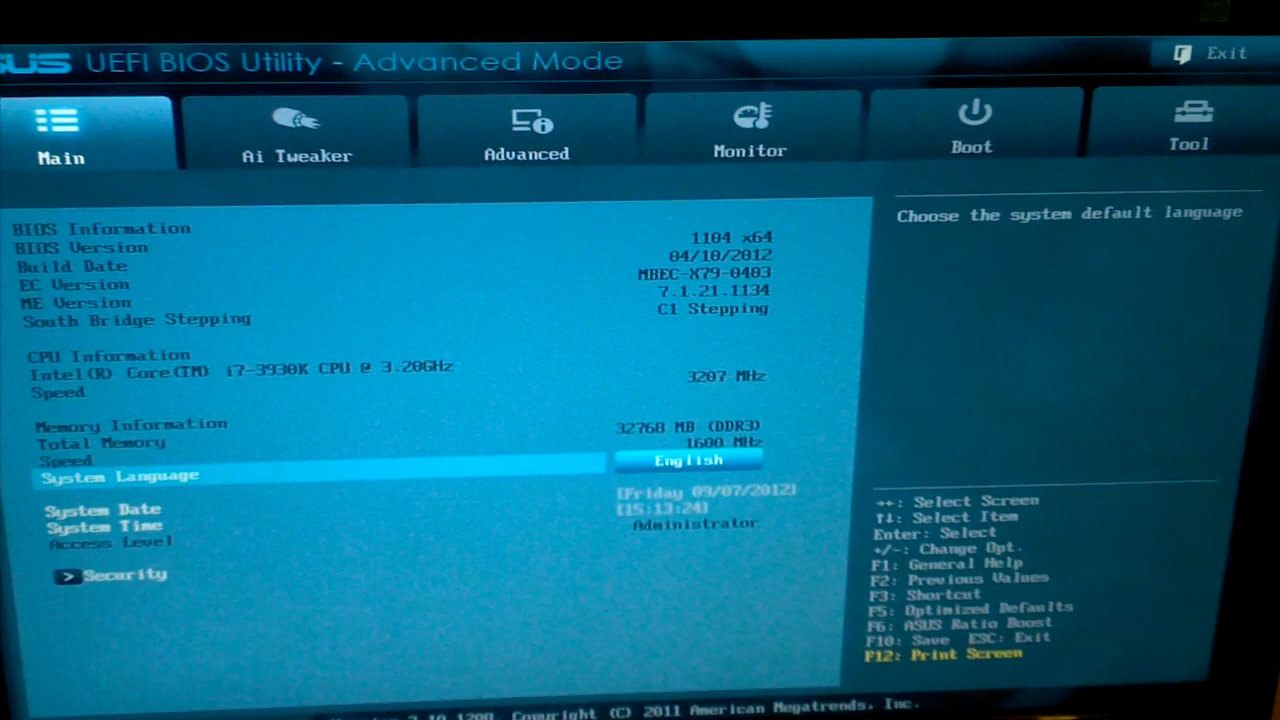 UEFI BIOS Utility - Advanced Mode
Exit
Main
Ai Tweaker
Advanced
Monitor
Boot
Tool
BIOS Information
BIOS Version 1104 x64
Build Date 04/10/2012
EC Version MBEC-X79-0403
ME Version 7.1.21.1134
South Bridge Stepping C1 Stepping
CPU Information
Intel(R) Core(TM) i7-3930K CPU @ 3.20GHz
Speed 3207 MHz
Memory Information
Total Memory 32768 MB (DDR3)
Speed 1600 MHz
System Language English
System Date [Friday 09/07/2012]
System Time [15:13:24]
Access Level Administrator
> Security
Choose the system default language
→←: Select Screen
↑↓: Select Item
Enter: Select
+/-: Change Opt.
F1: General Help
F2: Previous Values
F3: Shortcut
F5: Optimized Defaults
F6: ASUS Ratio Boost
F10: Save ESC: Exit
F12: Print Screen
Copyright (C) 2011 American Megatrends, Inc.